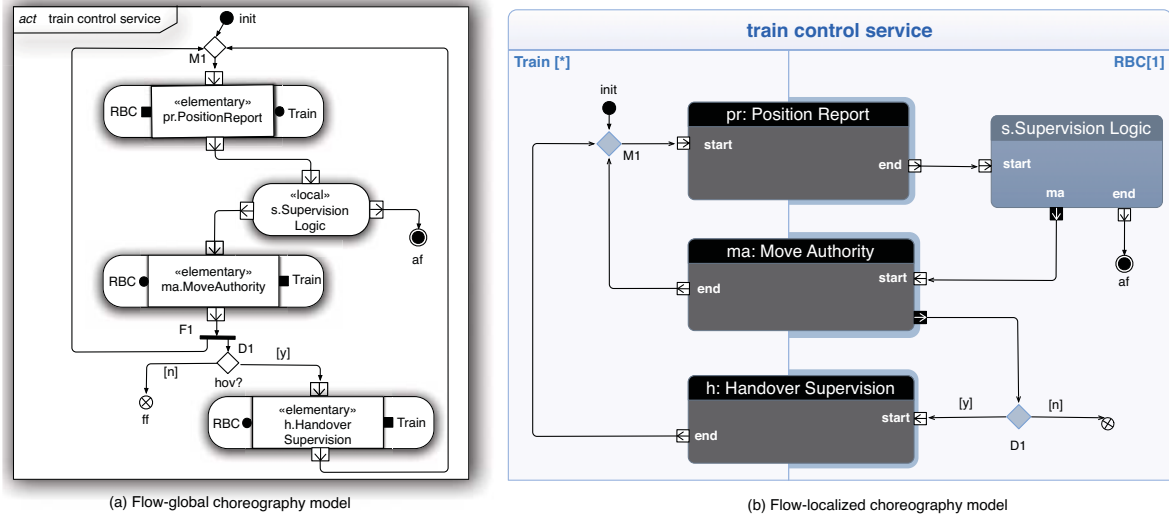 act train control service
init
M1
RBC
«elementary»
pr.PositionReport
Train
«local»
s.Supervision
Logic
af
RBC
«elementary»
ma.MoveAuthority
Train
F1
D1
[n]
[y]
hov?
ff
RBC
«elementary»
h.Handover
Supervision
Train
(a) Flow-global choreography model
train control service
Train [*]
RBC[1]
init
M1
pr: Position Report
start
end
s.Supervision Logic
start
ma
end
af
ma: Move Authority
start
end
h: Handover Supervision
start
end
[y]
[n]
D1
(b) Flow-localized choreography model